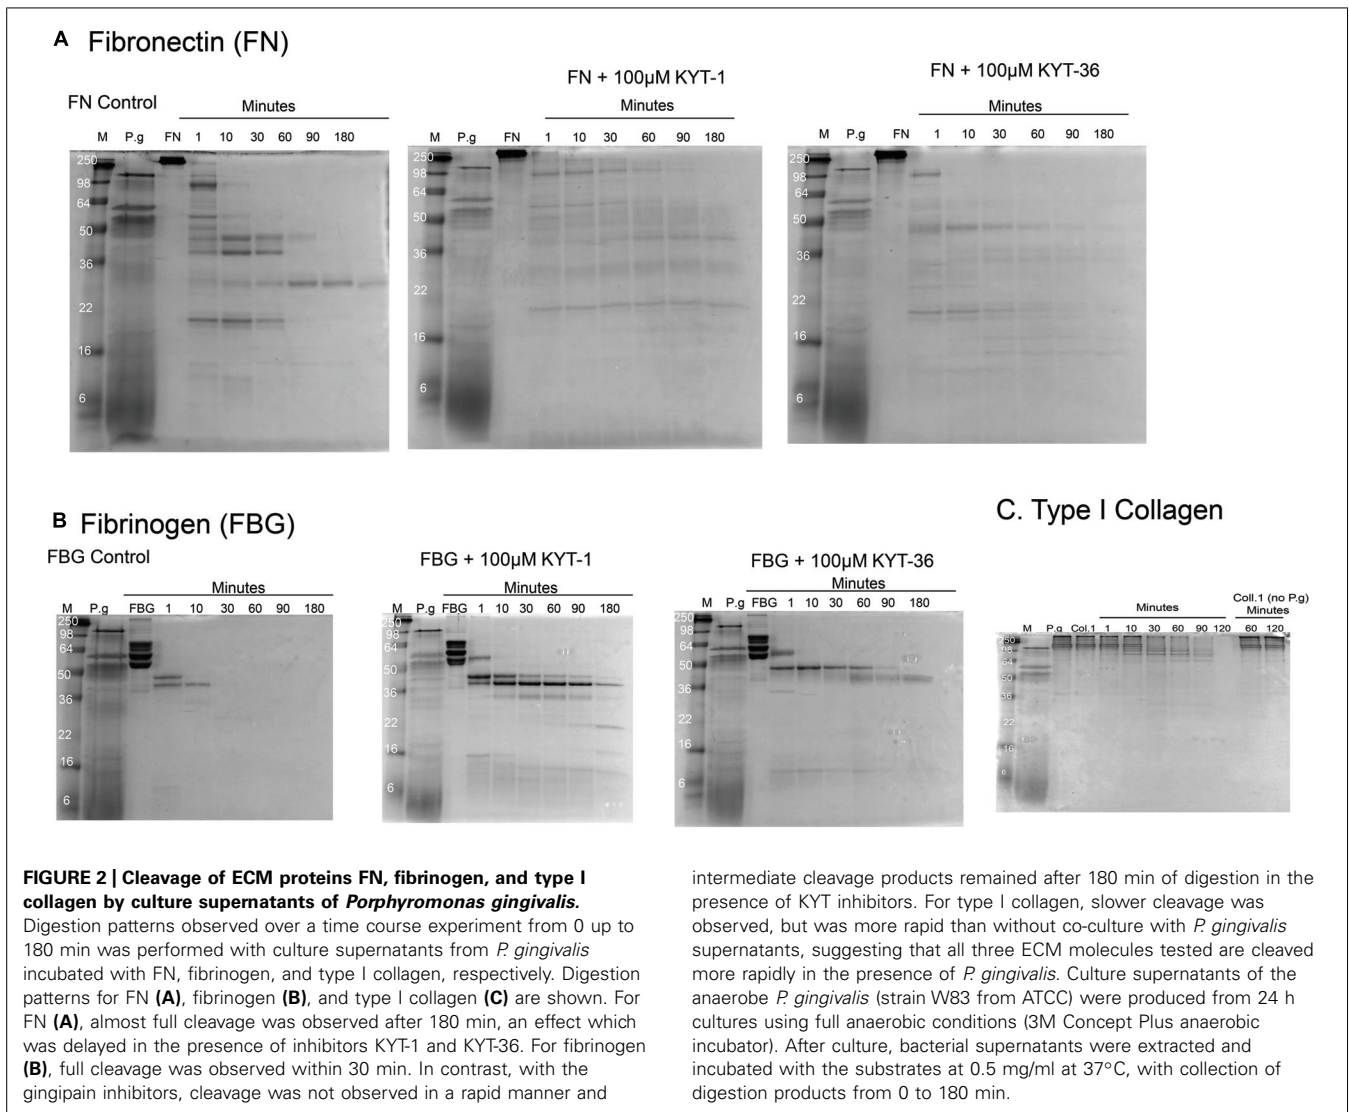 A Fibronectin (FN)
FN Control
Minutes
M P.g FN 1 10 30 60 90 180
250
98
64
50
36
22
16
6
FN + 100µM KYT-1
Minutes
M P.g FN 1 10 30 60 90 180
250
98
64
50
36
22
16
6
FN + 100µM KYT-36
Minutes
M P.g FN 1 10 30 60 90 180
250
98
64
50
36
22
16
6
B Fibrinogen (FBG)
FBG Control
Minutes
M P.g FBG 1 10 30 60 90 180
250
98
64
50
36
22
16
6
FBG + 100µM KYT-1
Minutes
M P.g FBG 1 10 30 60 90 180
250
98
64
50
36
22
16
6
FBG + 100µM KYT-36
Minutes
M P.g FBG 1 10 30 60 90 180
250
98
64
50
36
22
16
6
C. Type I Collagen
Minutes
Coll.1 (no P.g)
Minutes
M P.g Col.1 1 10 30 60 90 120 60 120
250
98
64
50
36
22
16
6
FIGURE 2 | Cleavage of ECM proteins FN, fibrinogen, and type I
collagen by culture supernatants of Porphyromonas gingivalis.
Digestion patterns observed over a time course experiment from 0 up to
180 min was performed with culture supernatants from P. gingivalis
incubated with FN, fibrinogen, and type I collagen, respectively. Digestion
patterns for FN (A), fibrinogen (B), and type I collagen (C) are shown. For
FN (A), almost full cleavage was observed after 180 min, an effect which
was delayed in the presence of inhibitors KYT-1 and KYT-36. For fibrinogen
(B), full cleavage was observed within 30 min. In contrast, with the
gingipain inhibitors, cleavage was not observed in a rapid manner and
intermediate cleavage products remained after 180 min of digestion in the
presence of KYT inhibitors. For type I collagen, slower cleavage was
observed, but was more rapid than without co-culture with P. gingivalis
supernatants, suggesting that all three ECM molecules tested are cleaved
more rapidly in the presence of P. gingivalis. Culture supernatants of the
anaerobe P. gingivalis (strain W83 from ATCC) were produced from 24 h
cultures using full anaerobic conditions (3M Concept Plus anaerobic
incubator). After culture, bacterial supernatants were extracted and
incubated with the substrates at 0.5 mg/ml at 37°C, with collection of
digestion products from 0 to 180 min.